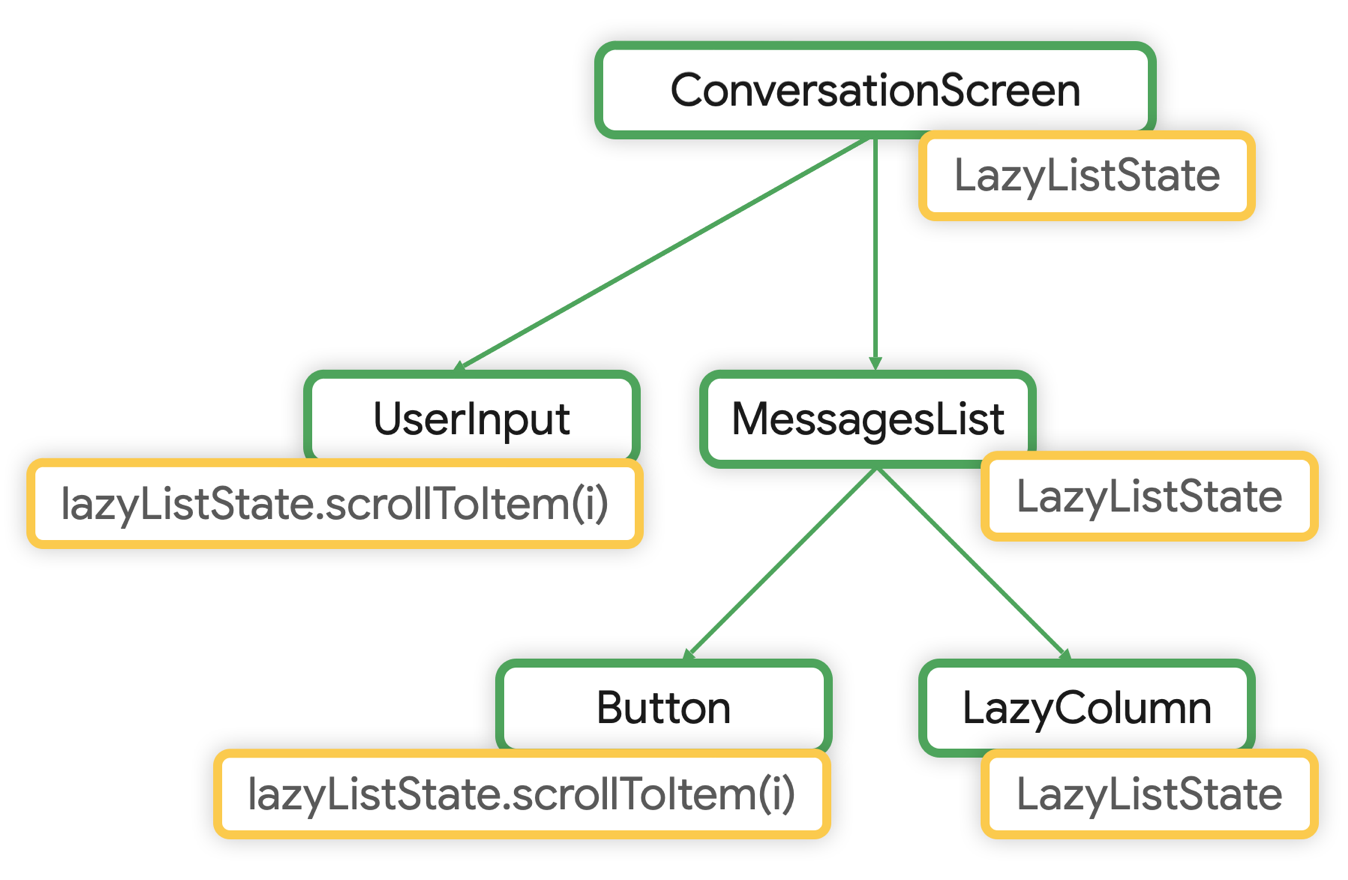 ConversationScreen
LazyListState
UserInput
MessagesList
lazyListState.scrollToItem(i)
LazyListState
Button
LazyColumn
lazyListState.scrollToItem(i)
LazyListState